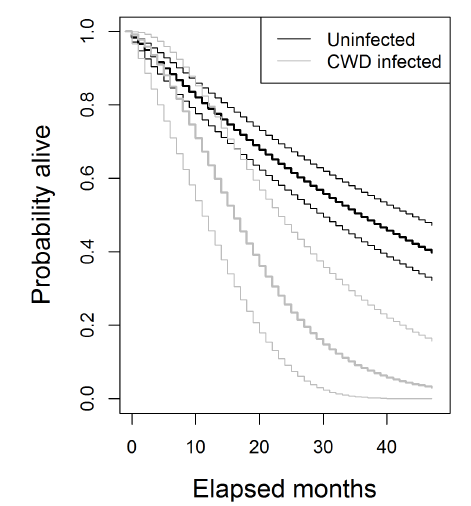 Uninfected
CWD infected
Probability alive
1.0
0.8
0.6
0.4
0.2
0.0
0 10 20 30 40
Elapsed months